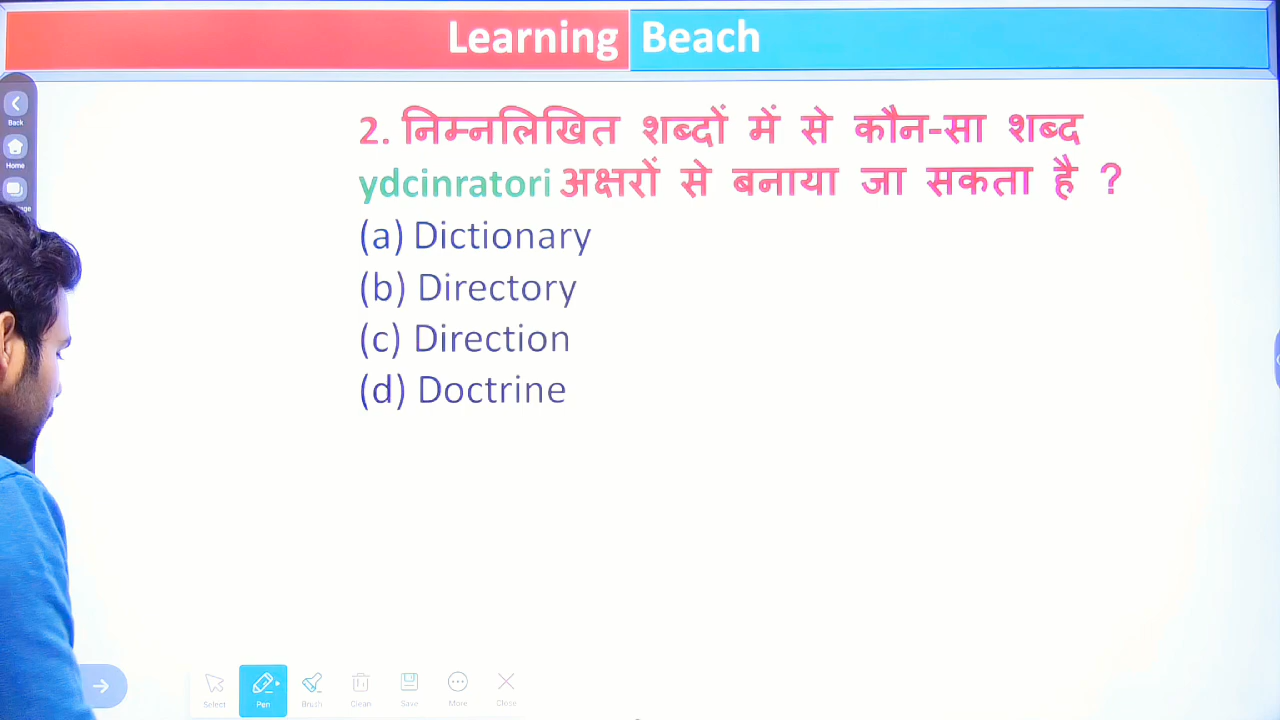 Learning Beach
Back
Home
2. निम्नलिखित शब्दों में से कौन-सा शब्द
ydcinratori अक्षरों से बनाया जा सकता है ?
(a) Dictionary
(b) Directory
(c) Direction
(d) Doctrine
Select Pen Brush Clean Save More Close